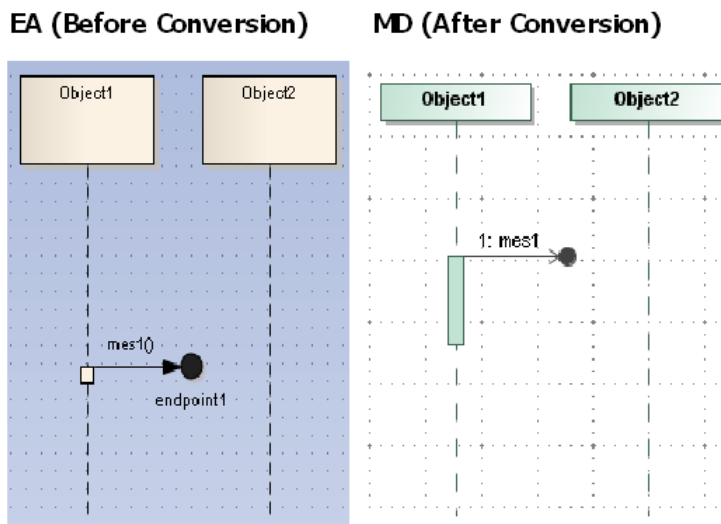 EA (Before Conversion)
MD (After Conversion)
Object1
Object2
mes1()
endpoint1
Object1
Object2
1: mes1